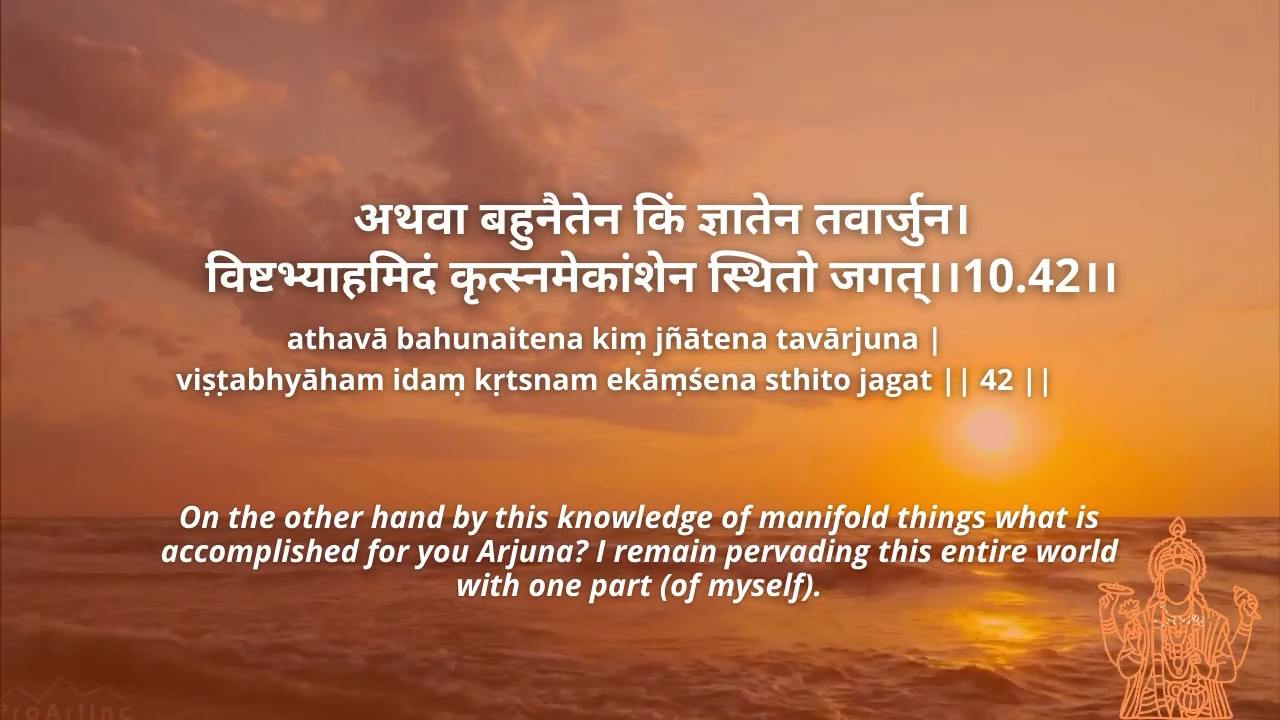 अथवा बहुनैतेन किं ज्ञातेन तवार्जुन।
विष्टभ्याहमिदं कृत्स्नमेकांशेन स्थितो जगत्।।10.42।।
athavā bahunaitena kiṃ jñātena tavārjuna |
viṣṭabhyāham idaṃ kṛtsnam ekāṃśena sthito jagat || 42 ||
On the other hand by this knowledge of manifold things what is
accomplished for you Arjuna? I remain pervading this entire world
with one part (of myself).
ProArtInc